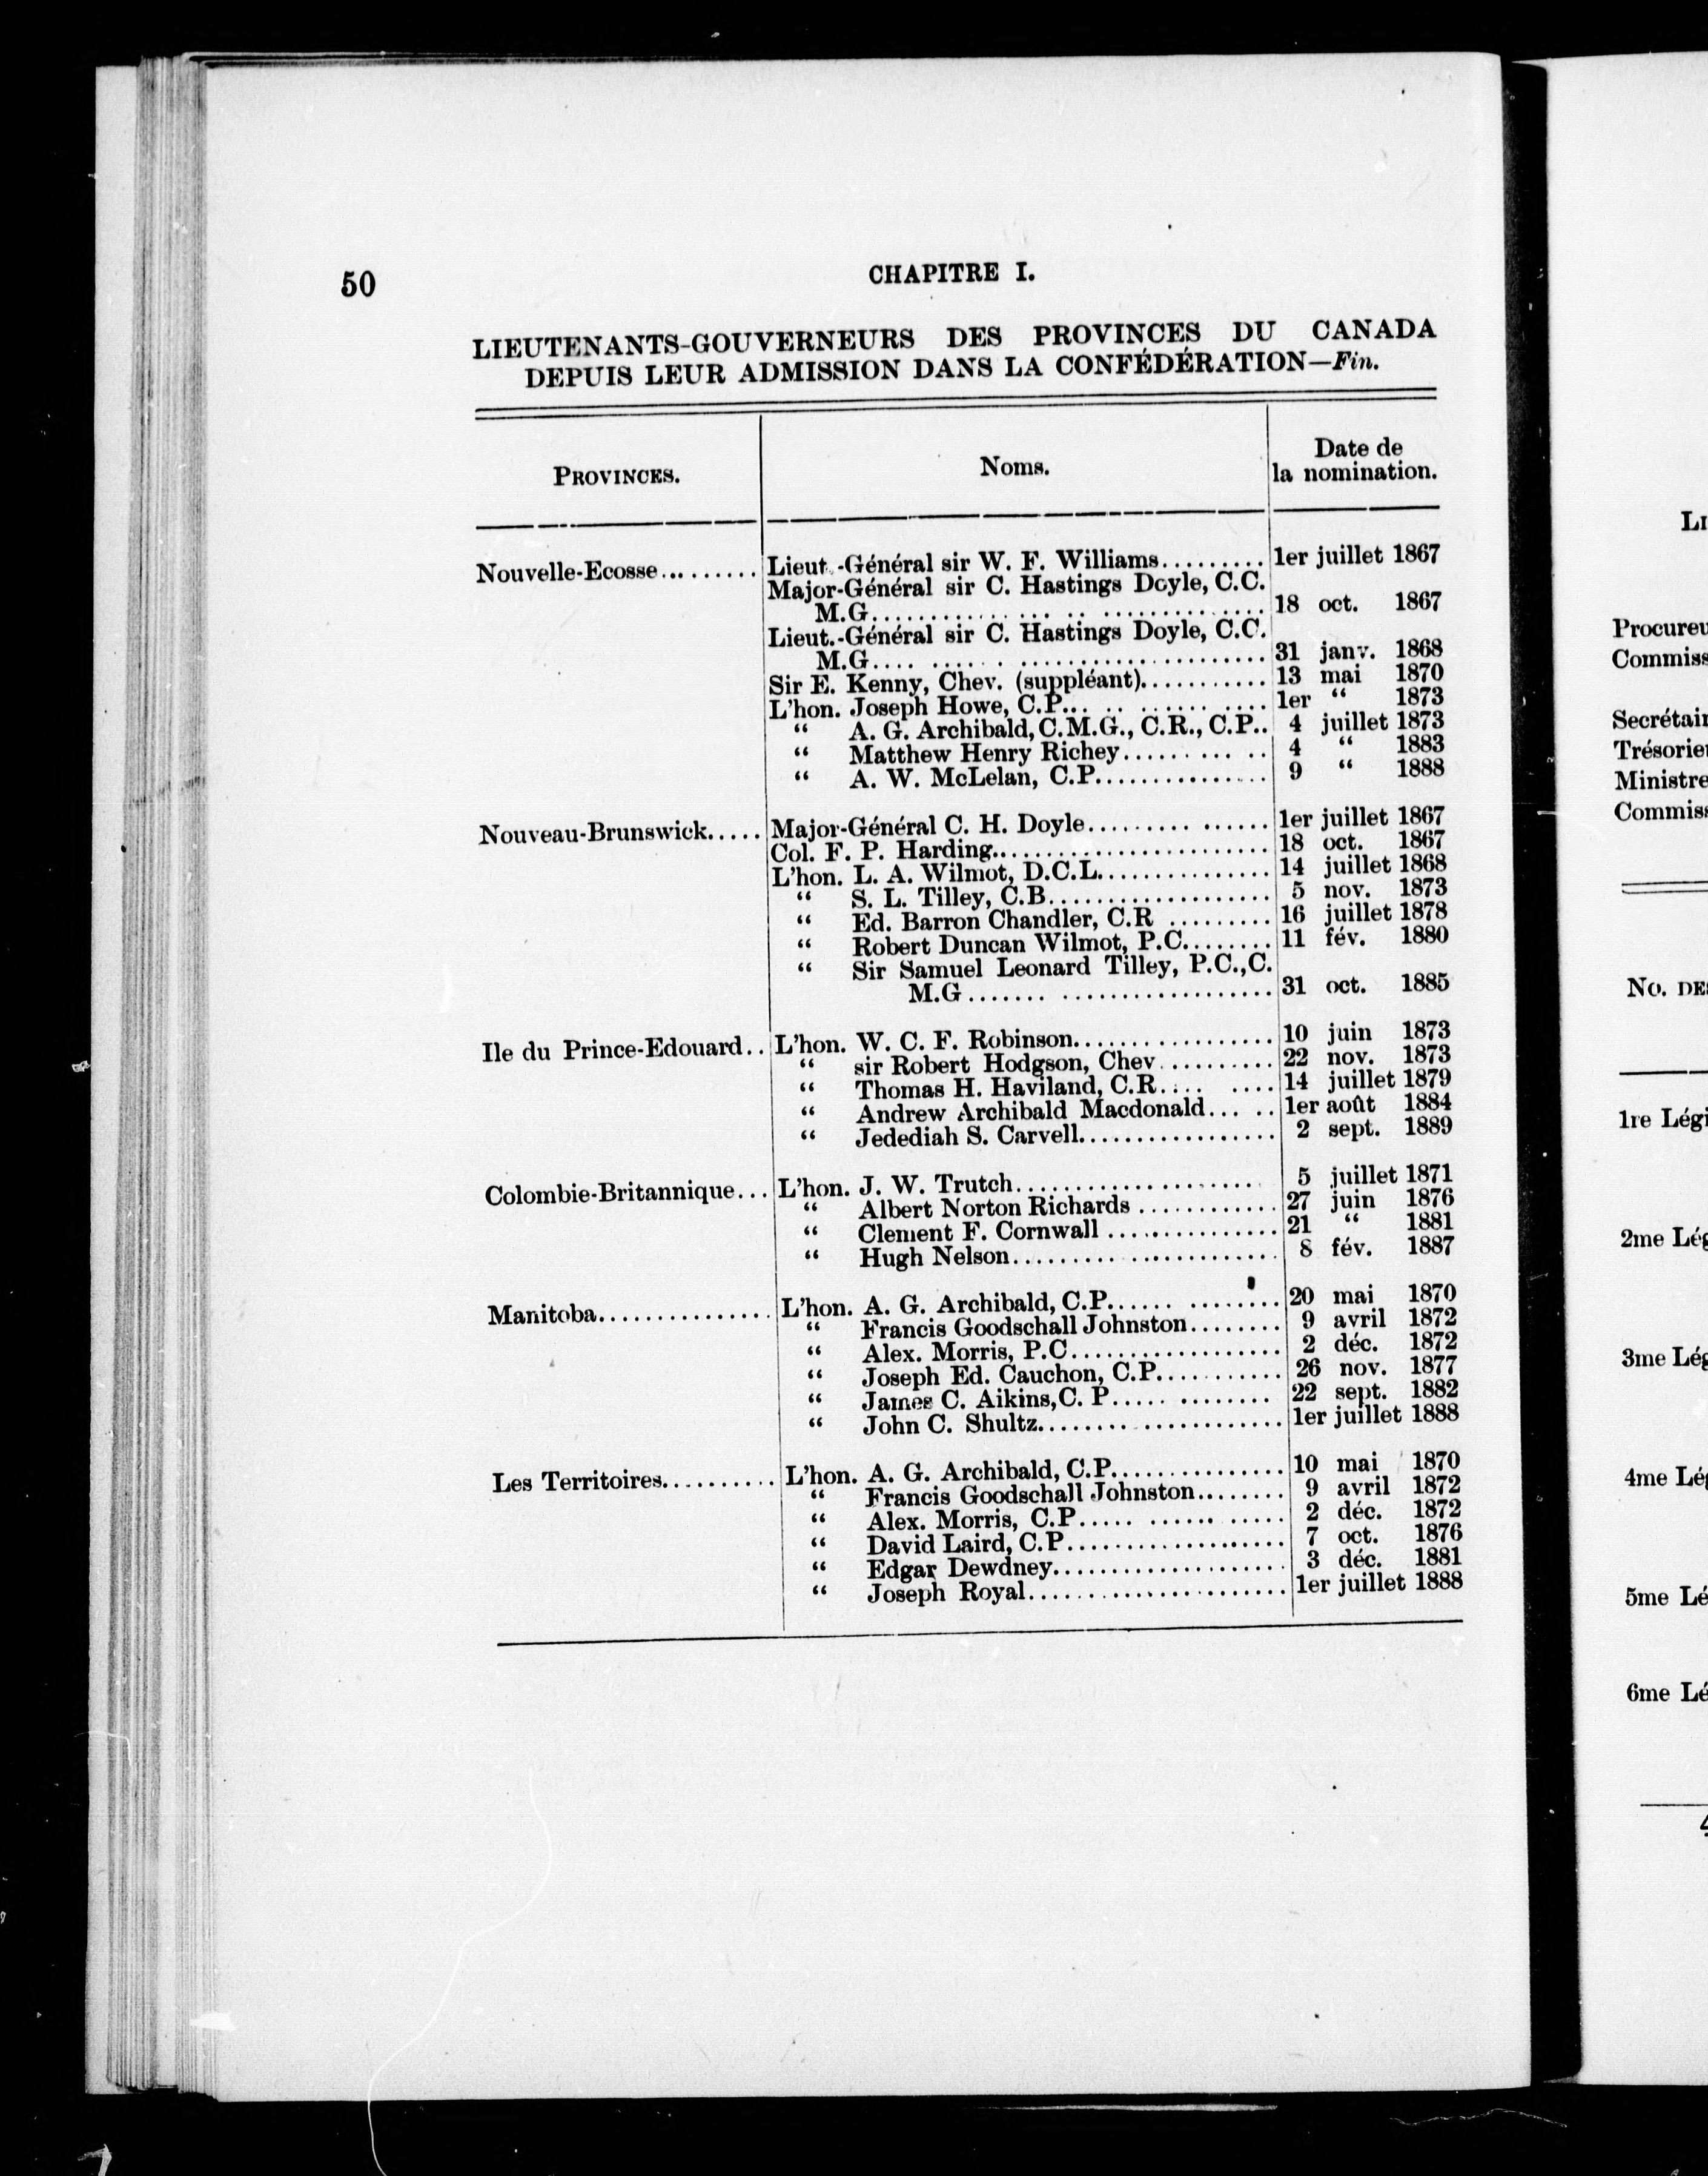 50
CHAPITRE I.
LIEUTENANTS-GOUVERNEURS DES PROVINCES DU CANADA
DEPUIS LEUR ADMISSION DANS LA CONFÉDÉRATION—Fin.
PROVINCES. Noms. Date de
la nomination.
Nouvelle-Ecosse.......... Lieut.-Général sir W. F. Williams......... 1er juillet 1867
Major-Général sir C. Hastings Doyle, C.C.
M.G.............................. 18 oct. 1867
Lieut.-Général sir C. Hastings Doyle, C.C.
M.G.............................. 31 janv. 1868
Sir E. Kenny, Chev. (suppléant)........... 13 mai 1870
L'hon. Joseph Howe, C.P................ 1er “ 1873
“ A. G. Archibald, C.M.G., C.R., C.P.. 4 juillet 1873
“ Matthew Henry Richey........... 4 “ 1883
“ A. W. McLelan, C.P............... 9 “ 1888
Nouveau-Brunswick..... Major-Général C. H. Doyle............... 1er juillet 1867
Col. F. P. Harding........................ 18 oct. 1867
L'hon. L. A. Wilmot, D.C.L............... 14 juillet 1868
“ S. L. Tilley, C.B.................... 5 nov. 1873
“ Ed. Barron Chandler, C.R ......... 16 juillet 1878
“ Robert Duncan Wilmot, P.C........ 11 fév. 1880
“ Sir Samuel Leonard Tilley, P.C.,C.
M.G.......................... 31 oct. 1885
Ile du Prince-Edouard.. L'hon. W. C. F. Robinson.................. 10 juin 1873
“ sir Robert Hodgson, Chev.......... 22 nov. 1873
“ Thomas H. Haviland, C.R........ 14 juillet 1879
“ Andrew Archibald Macdonald..... 1er août 1884
“ Jedediah S. Carvell................. 2 sept. 1889
Colombie-Britannique... L'hon. J. W. Trutch...................... 5 juillet 1871
“ Albert Norton Richards ............ 27 juin 1876
“ Clement F. Cornwall ............... 21 “ 1881
“ Hugh Nelson....................... 8 fév. 1887
Manitoba............... L'hon. A. G. Archibald, C.P.............. 20 mai 1870
“ Francis Goodschall Johnston........ 9 avril 1872
“ Alex. Morris, P.C.................. 2 déc. 1872
“ Joseph Ed. Cauchon, C.P........... 26 nov. 1877
“ James C. Aikins,C. P.............. 22 sept. 1882
“ John C. Shultz..................... 1er juillet 1888
Les Territoires.......... L'hon. A. G. Archibald, C.P............... 10 mai 1870
“ Francis Goodschall Johnston........ 9 avril 1872
“ Alex. Morris, C.P................. 2 déc. 1872
“ David Laird, C.P................... 7 oct. 1876
“ Edgar Dewdney.................... 3 déc. 1881
“ Joseph Royal...................... 1er juillet 1888